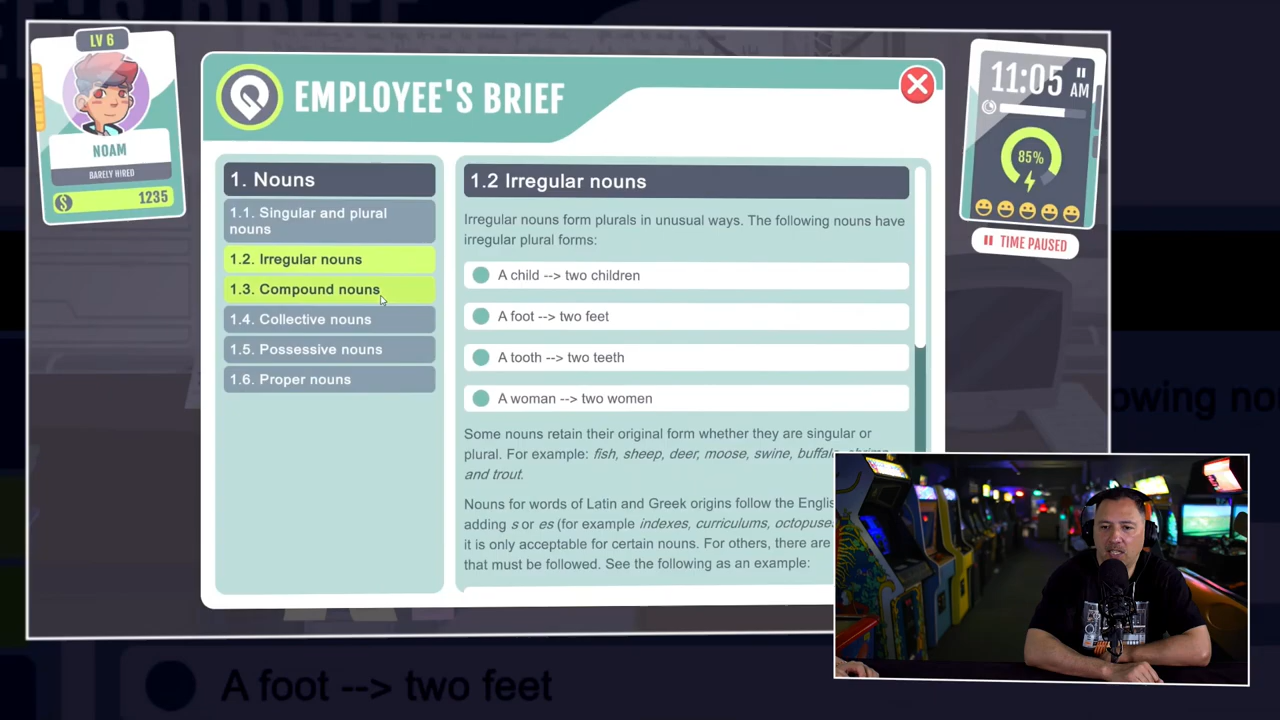 LV 6
NOAM
BARELY HIRED
1235
EMPLOYEE'S BRIEF
11:05
AM
85%
TIME PAUSED
1. Nouns
1.1. Singular and plural
nouns
1.2. Irregular nouns
1.3. Compound nouns
1.4. Collective nouns
1.5. Possessive nouns
1.6. Proper nouns
1.2 Irregular nouns
Irregular nouns form plurals in unusual ways. The following nouns have
irregular plural forms:
A child --> two children
A foot --> two feet
A tooth --> two teeth
A woman --> two women
Some nouns retain their original form whether they are singular or
plural. For example: fish, sheep, deer, moose, swine, buffalo,
and trout.
Nouns for words of Latin and Greek origins follow the Engli
adding s or es (for example indexes, curriculums, octopuse
it is only acceptable for certain nouns. For others, there are
that must be followed. See the following as an example:
owing no
A foot --> two feet